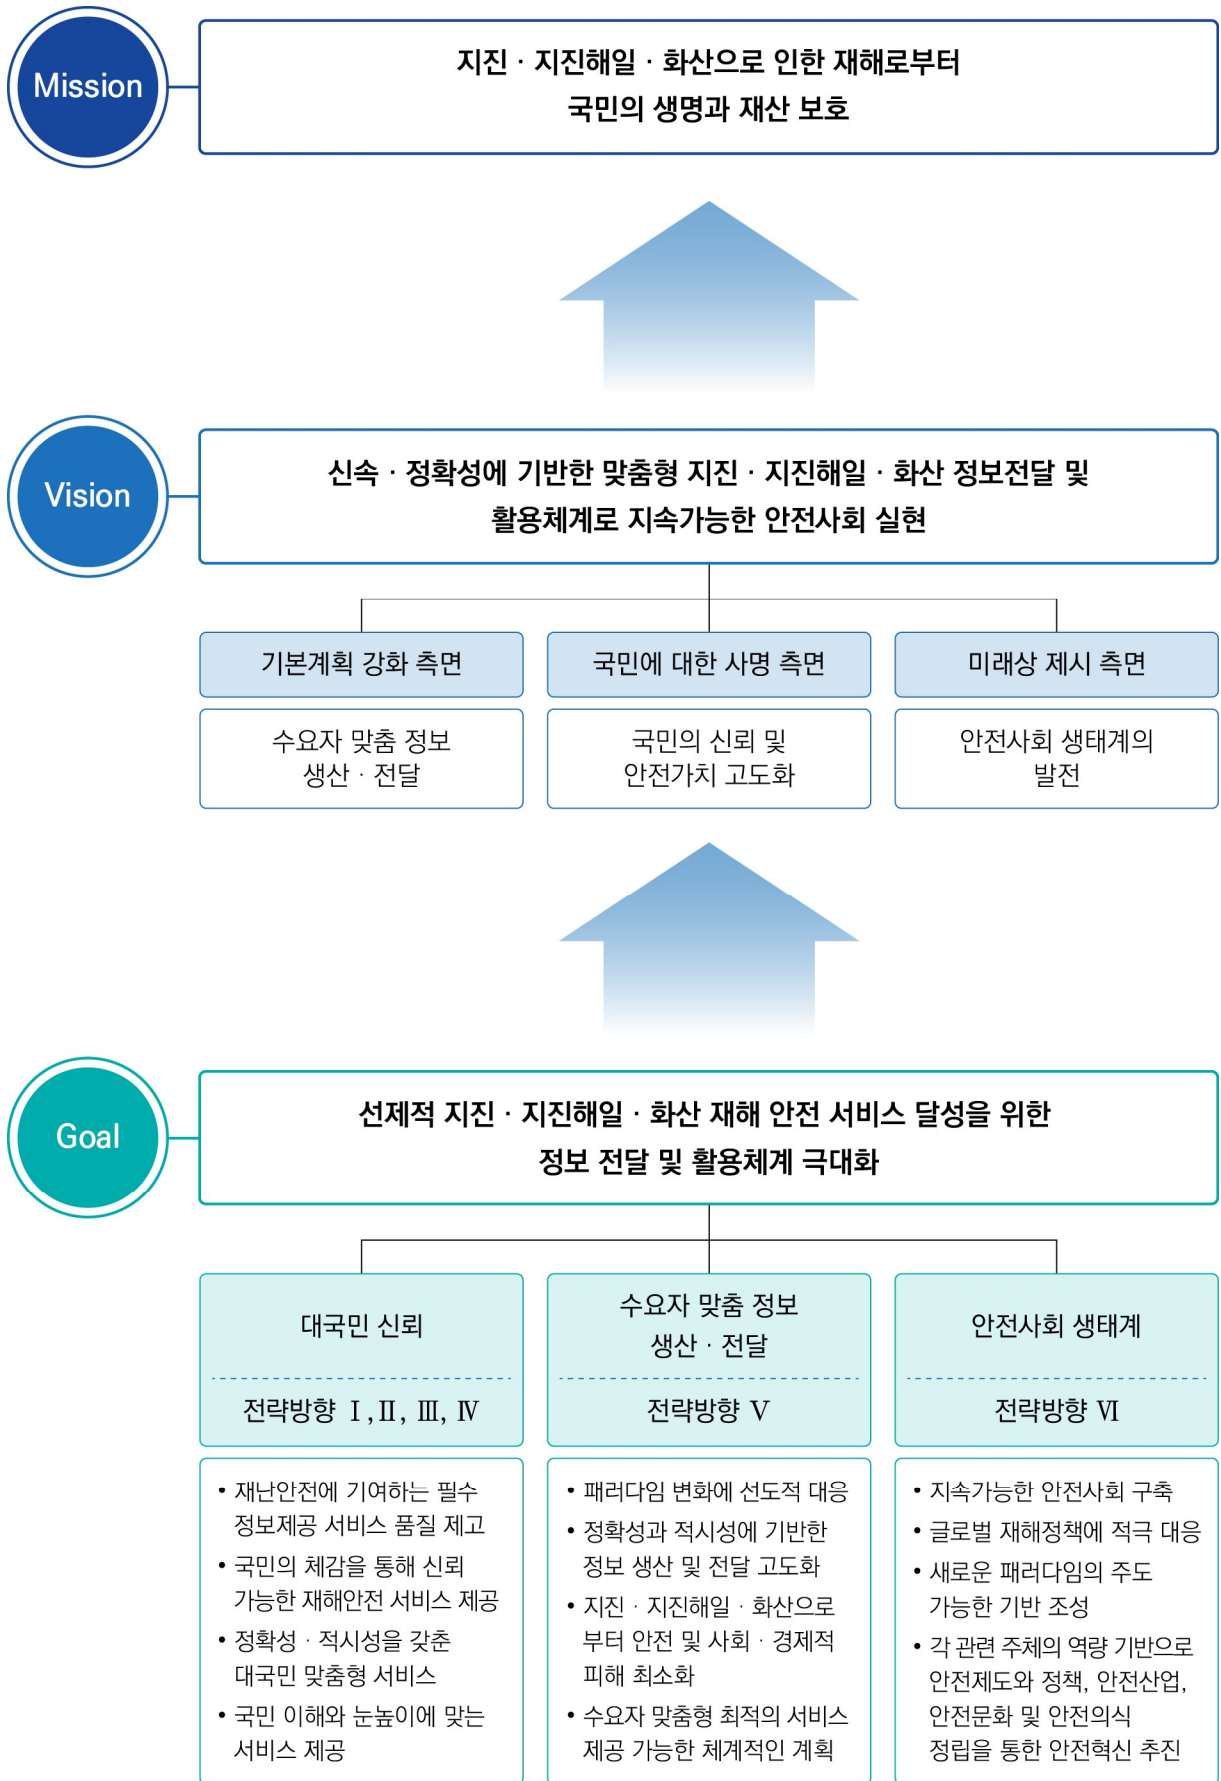 Mission
지진 · 지진해일 · 화산으로 인한 재해로부터
국민의 생명과 재산 보호
Vision
신속 · 정확성에 기반한 맞춤형 지진 · 지진해일 · 화산 정보전달 및
활용체계로 지속가능한 안전사회 실현
기본계획 강화 측면
수요자 맞춤 정보
생산 · 전달
국민에 대한 사명 측면
국민의 신뢰 및
안전가치 고도화
미래상 제시 측면
안전사회 생태계의
발전
Goal
선제적 지진 · 지진해일 · 화산 재해 안전 서비스 달성을 위한
정보 전달 및 활용체계 극대화
대국민 신뢰
전략방향 Ⅰ, Ⅱ, Ⅲ, Ⅳ
• 재난안전에 기여하는 필수
정보제공 서비스 품질 제고
• 국민의 체감을 통해 신뢰
가능한 재해안전 서비스 제공
• 정확성 · 적시성을 갖춘
대국민 맞춤형 서비스
• 국민 이해와 눈높이에 맞는
서비스 제공
수요자 맞춤 정보
생산 · 전달
전략방향 Ⅴ
• 패러다임 변화에 선도적 대응
• 정확성과 적시성에 기반한
정보 생산 및 전달 고도화
• 지진 · 지진해일 · 화산으로
부터 안전 및 사회 · 경제적
피해 최소화
• 수요자 맞춤형 최적의 서비스
제공 가능한 체계적인 계획
안전사회 생태계
전략방향 Ⅵ
• 지속가능한 안전사회 구축
• 글로벌 재해정책에 적극 대응
• 새로운 패러다임의 주도
가능한 기반 조성
• 각 관련 주체의 역량 기반으로
안전제도와 정책, 안전산업,
안전문화 및 안전의식
정립을 통한 안전혁신 추진